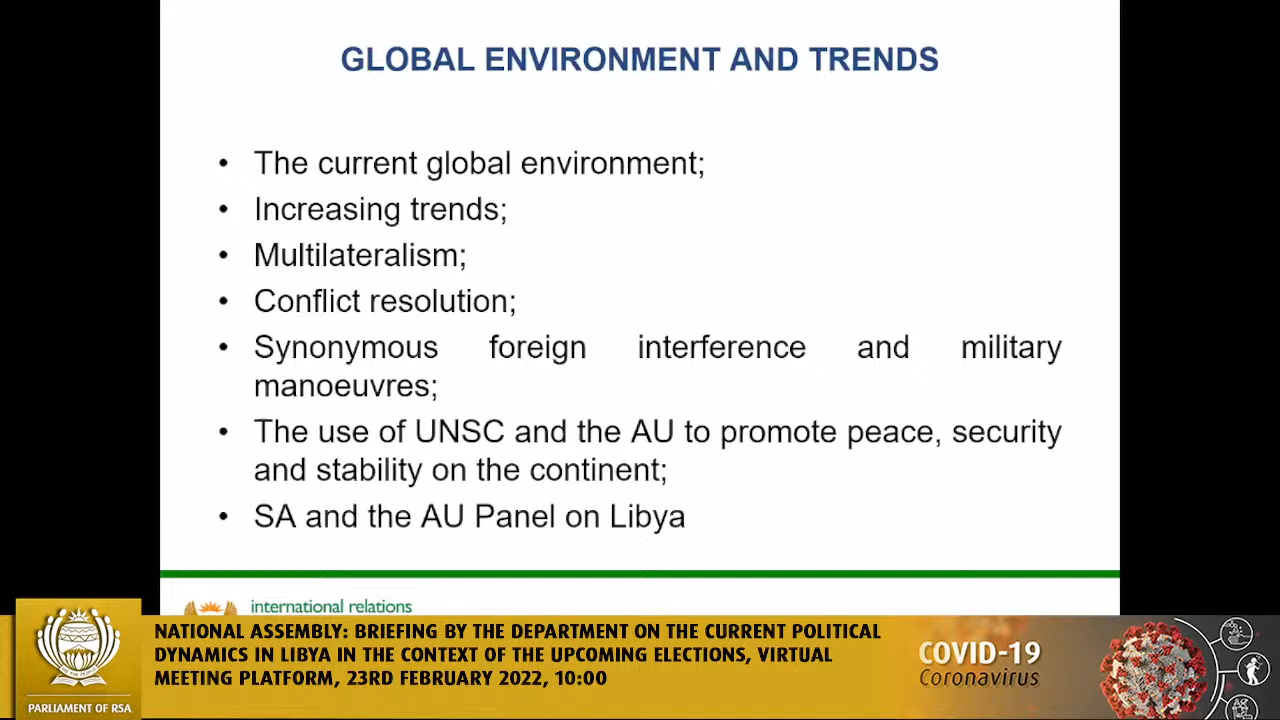 GLOBAL ENVIRONMENT AND TRENDS
• The current global environment;
• Increasing trends;
• Multilateralism;
• Conflict resolution;
• Synonymous foreign interference and military
manoeuvres;
• The use of UNSC and the AU to promote peace, security
and stability on the continent;
• SA and the AU Panel on Libya
international relations
NATIONAL ASSEMBLY: BRIEFING BY THE DEPARTMENT ON THE CURRENT POLITICAL
DYNAMICS IN LIBYA IN THE CONTEXT OF THE UPCOMING ELECTIONS, VIRTUAL
MEETING PLATFORM, 23RD FEBRUARY 2022, 10:00
PARLIAMENT OF RSA
COVID-19
Coronavirus